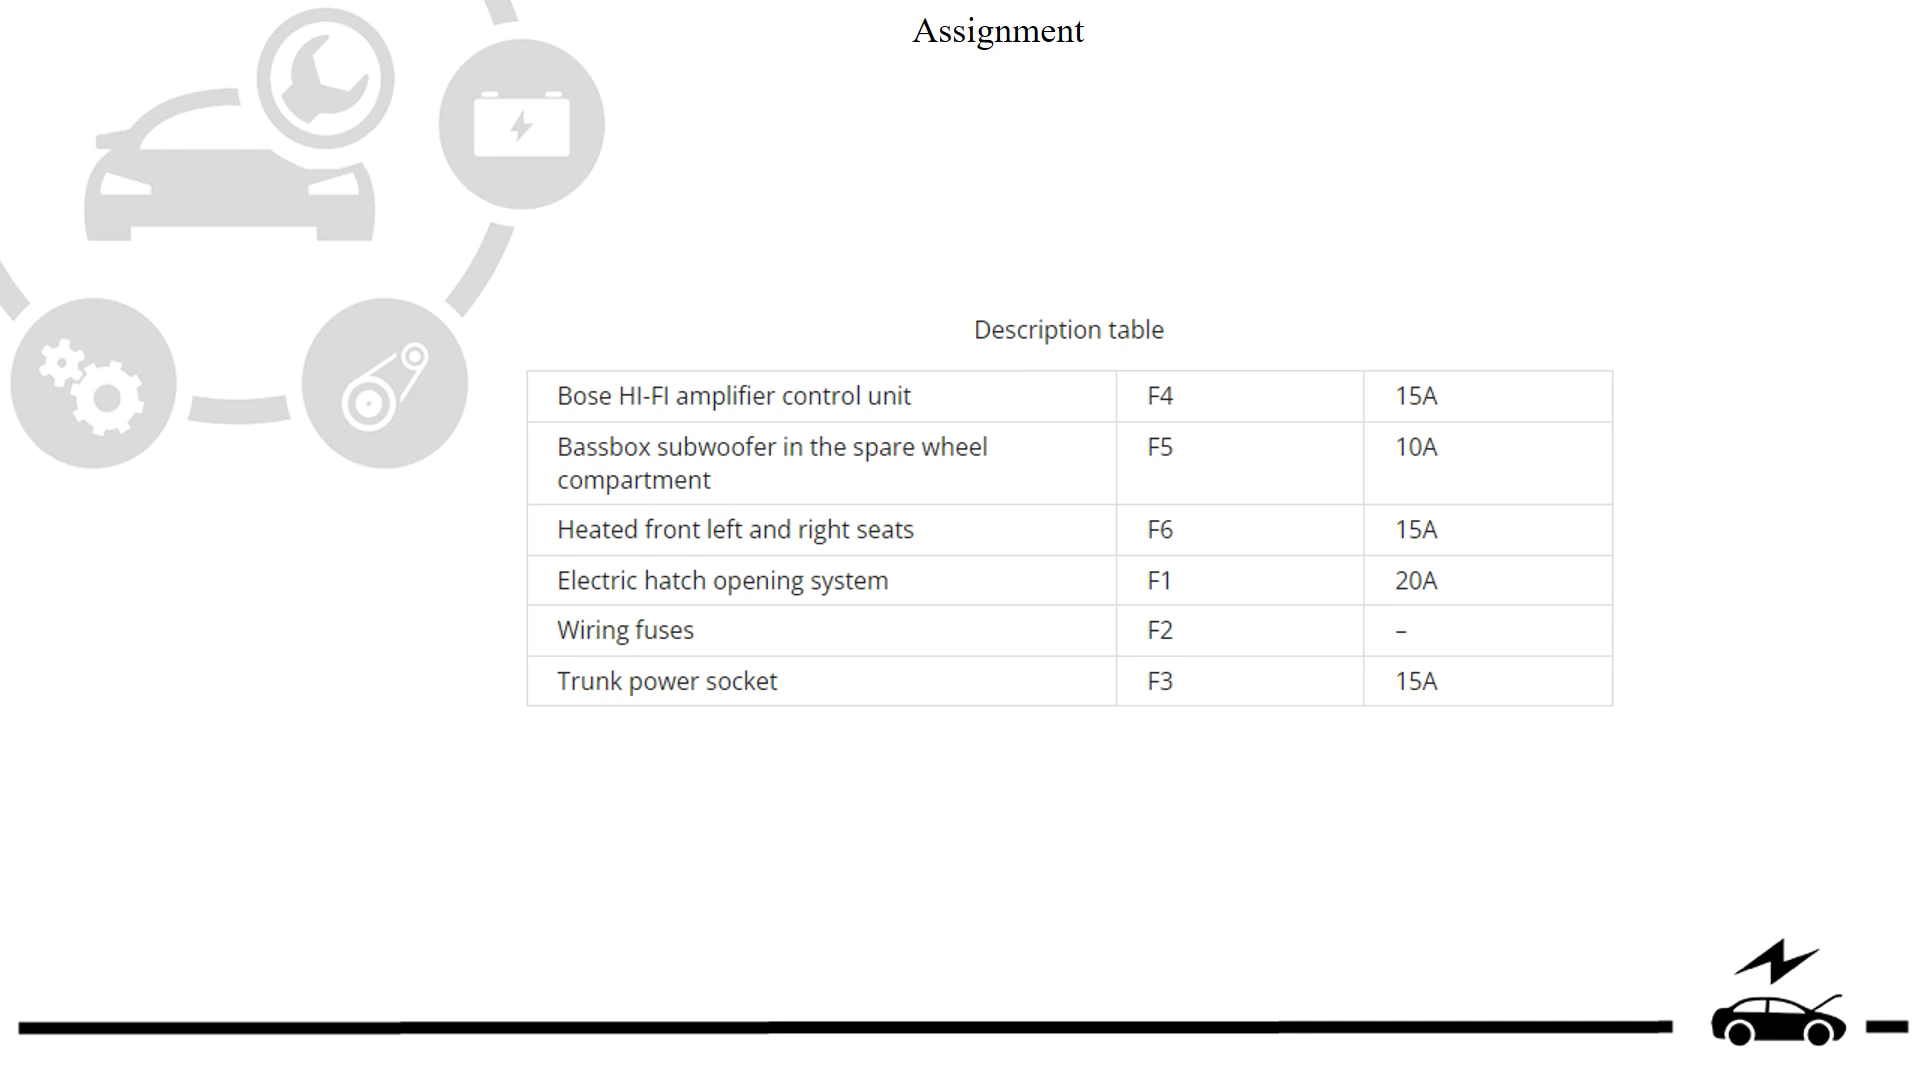 Assignment
Description table
Bose HI-FI amplifier control unit F4 15A
Bassbox subwoofer in the spare wheel F5 10A
compartment
Heated front left and right seats F6 15A
Electric hatch opening system F1 20A
Wiring fuses F2 –
Trunk power socket F3 15A